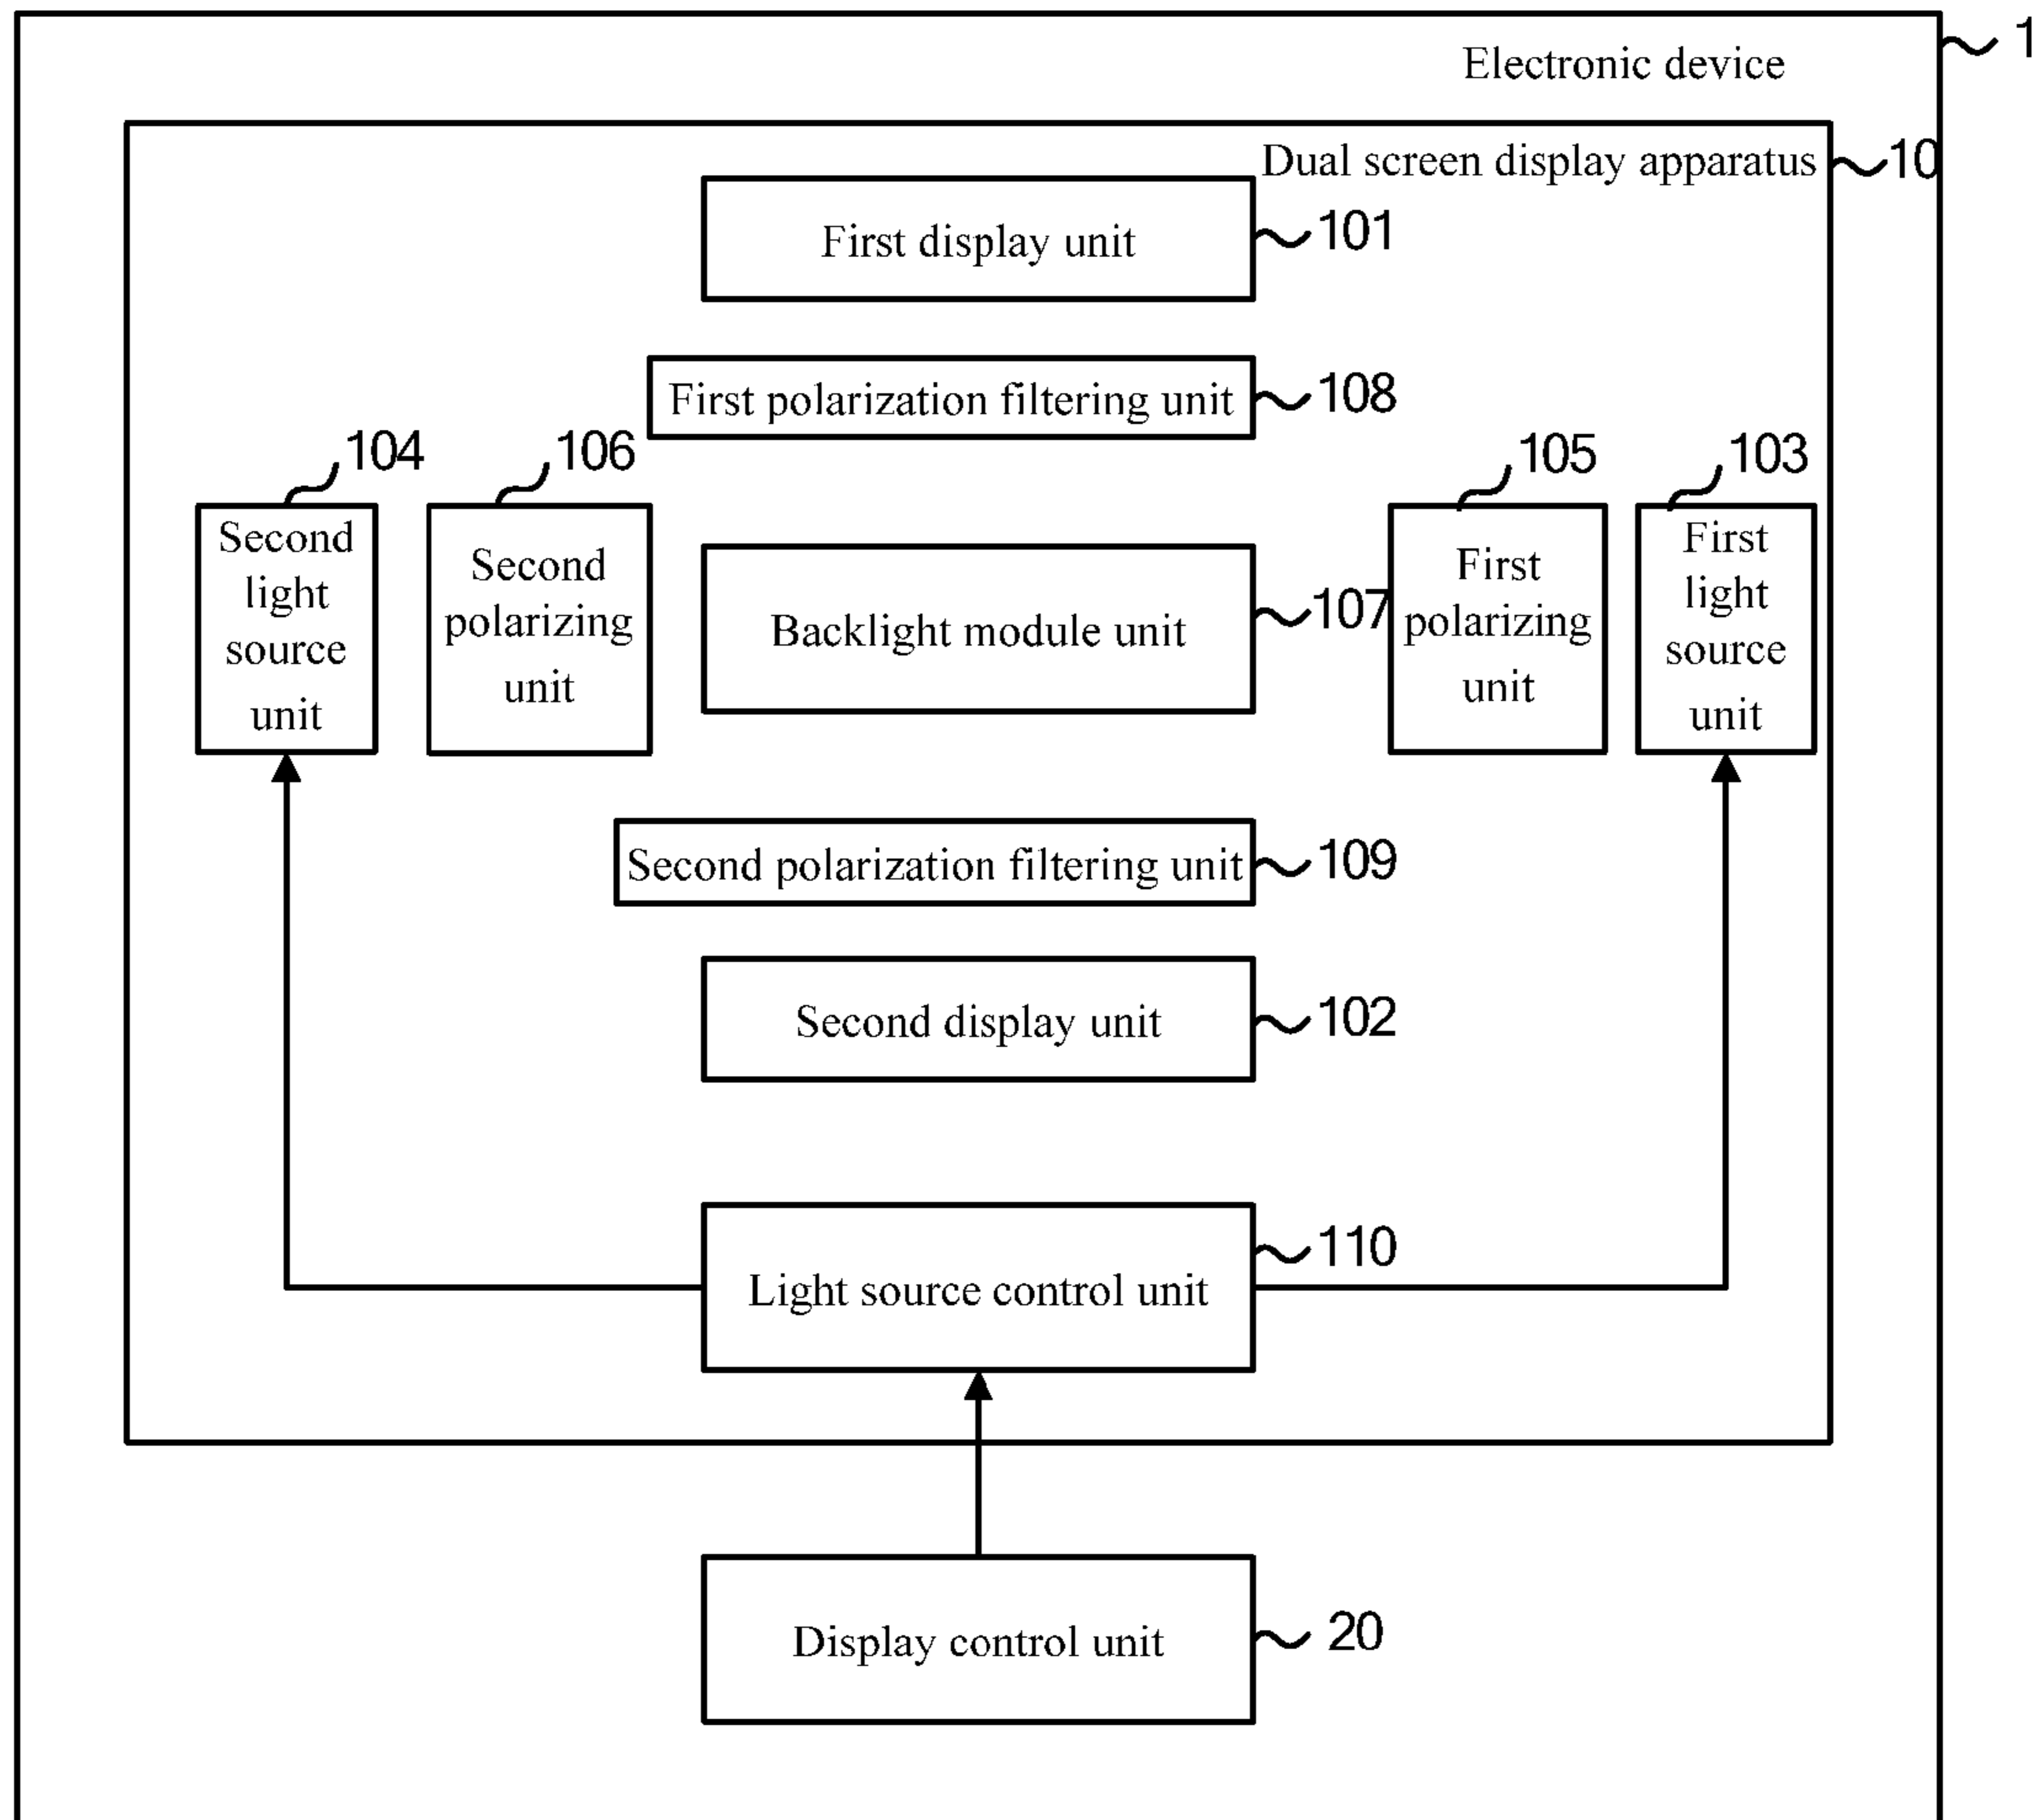 1
Electronic device
Dual screen display apparatus
10
First display unit
101
First polarization filtering unit
108
104
106
105
103
Second
light
source
unit
Second
polarizing
unit
Backlight module unit
107
First
polarizing
unit
First
light
source
unit
Second polarization filtering unit
109
Second display unit
102
Light source control unit
110
Display control unit
20